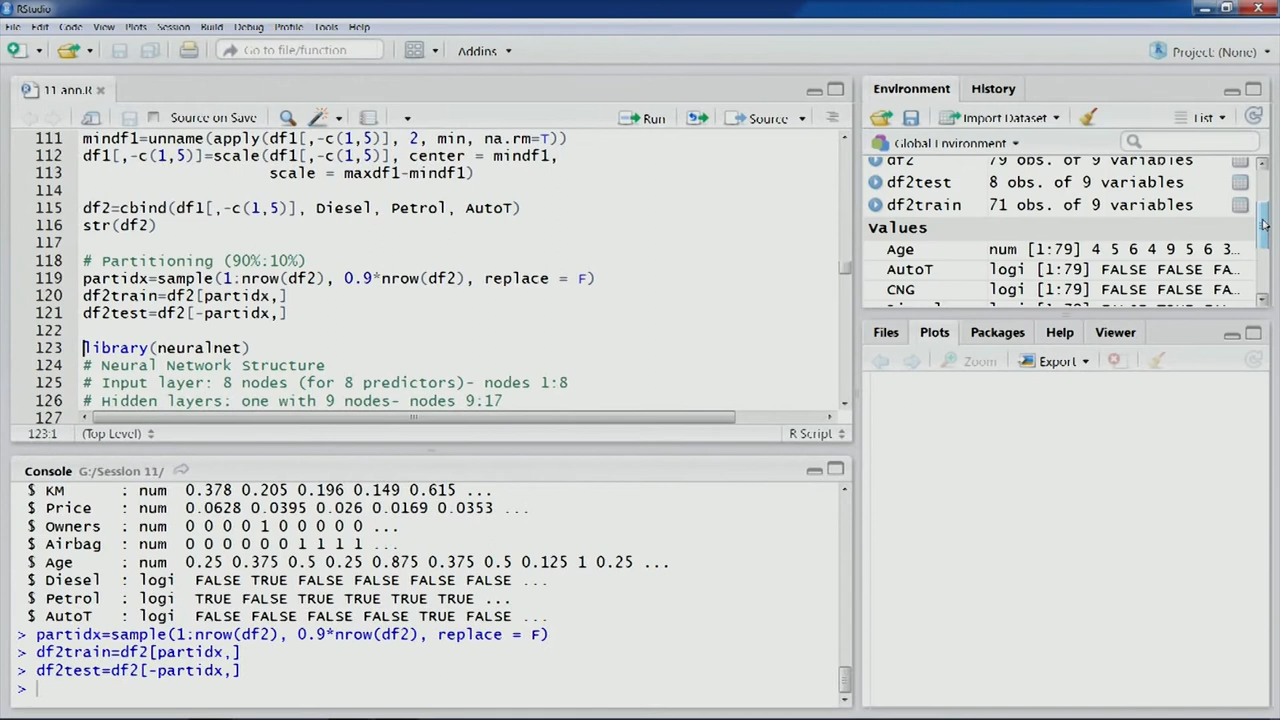 RStudio
File Edit Code View Plots Session Build Debug Profile Tools Help
Go to file/function Addins Project: (None)
11 ann.R
Source on Save Run Source
111 mindf1=unname(apply(df1[,-c(1,5)], 2, min, na.rm=T))
112 df1[,-c(1,5)]=scale(df1[,-c(1,5)], center = mindf1,
113 scale = maxdf1-mindf1)
114
115 df2=cbind(df1[,-c(1,5)], Diesel, Petrol, AutoT)
116 str(df2)
117
118 # Partitioning (90%:10%)
119 partidx=sample(1:nrow(df2), 0.9*nrow(df2), replace = F)
120 df2train=df2[partidx,]
121 df2test=df2[-partidx,]
122
123 library(neuralnet)
124 # Neural Network Structure
125 # Input layer: 8 nodes (for 8 predictors)- nodes 1:8
126 # Hidden layers: one with 9 nodes- nodes 9:17
127
123:1 (Top Level) R Script
Console G:/Session 11/
$ KM : num 0.378 0.205 0.196 0.149 0.615 ...
$ Price : num 0.0628 0.0395 0.026 0.0169 0.0353 ...
$ Owners : num 0 0 0 0 1 0 0 0 0 0 ...
$ Airbag : num 0 0 0 0 0 0 1 1 1 1 ...
$ Age : num 0.25 0.375 0.5 0.25 0.875 0.375 0.5 0.125 1 0.25 ...
$ Diesel : logi FALSE TRUE FALSE FALSE FALSE FALSE ...
$ Petrol : logi TRUE FALSE TRUE TRUE TRUE TRUE ...
$ AutoT : logi FALSE FALSE FALSE FALSE TRUE FALSE ...
> partidx=sample(1:nrow(df2), 0.9*nrow(df2), replace = F)
> df2train=df2[partidx,]
> df2test=df2[-partidx,]
>
Environment History
Import Dataset List
Global Environment
df2 79 obs. of 9 variables
df2test 8 obs. of 9 variables
df2train 71 obs. of 9 variables
Values
Age num [1:79] 4 5 6 4 9 5 6 3...
AutoT logi [1:79] FALSE FALSE FA...
CNG logi [1:79] FALSE FALSE FA...
Files Plots Packages Help Viewer
Zoom Export